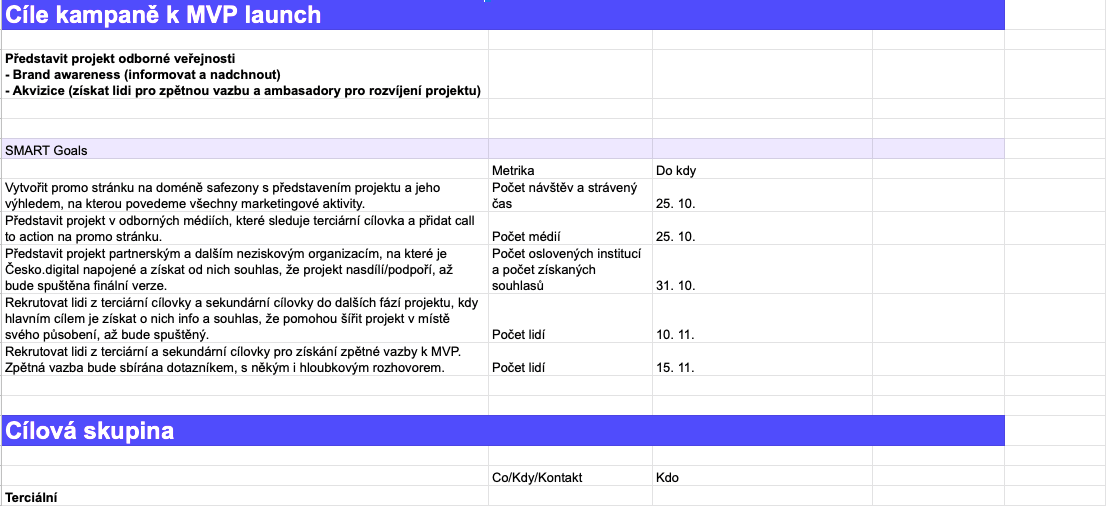 Cíle kampaně k MVP launch
Představit projekt odborné veřejnosti
- Brand awareness (informovat a nadchnout)
- Akvizice (získat lidi pro zpětnou vazbu a ambasadory pro rozvíjení projektu)
SMART Goals
Metrika Do kdy
Vytvořit promo stránku na doméně safezony s představením projektu a jeho
výhledem, na kterou povedeme všechny marketingové aktivity.
Počet návštěv a strávený
čas
25. 10.
Představit projekt v odborných médiích, které sleduje terciární cílovka a přidat call
to action na promo stránku.
Počet médií
25. 10.
Představit projekt partnerským a dalším neziskovým organizacím, na které je
Česko.digital napojené a získat od nich souhlas, že projekt nasdílí/podpoří, až
bude spuštěna finální verze.
Počet oslovených institucí
a počet získaných
souhlasů
31. 10.
Rekrutovat lidi z terciární cílovky a sekundární cílovky do dalších fází projektu, kdy
hlavním cílem je získat o nich info a souhlas, že pomohou šířit projekt v místě
svého působení, až bude spuštěný.
Počet lidí
10. 11.
Rekrutovat lidi z terciární a sekundární cílovky pro získání zpětné vazby k MVP.
Zpětná vazba bude sbírána dotazníkem, s někým i hloubkovým rozhovorem.
Počet lidí
15. 11.
Cílová skupina
Co/Kdy/Kontakt Kdo
Terciální